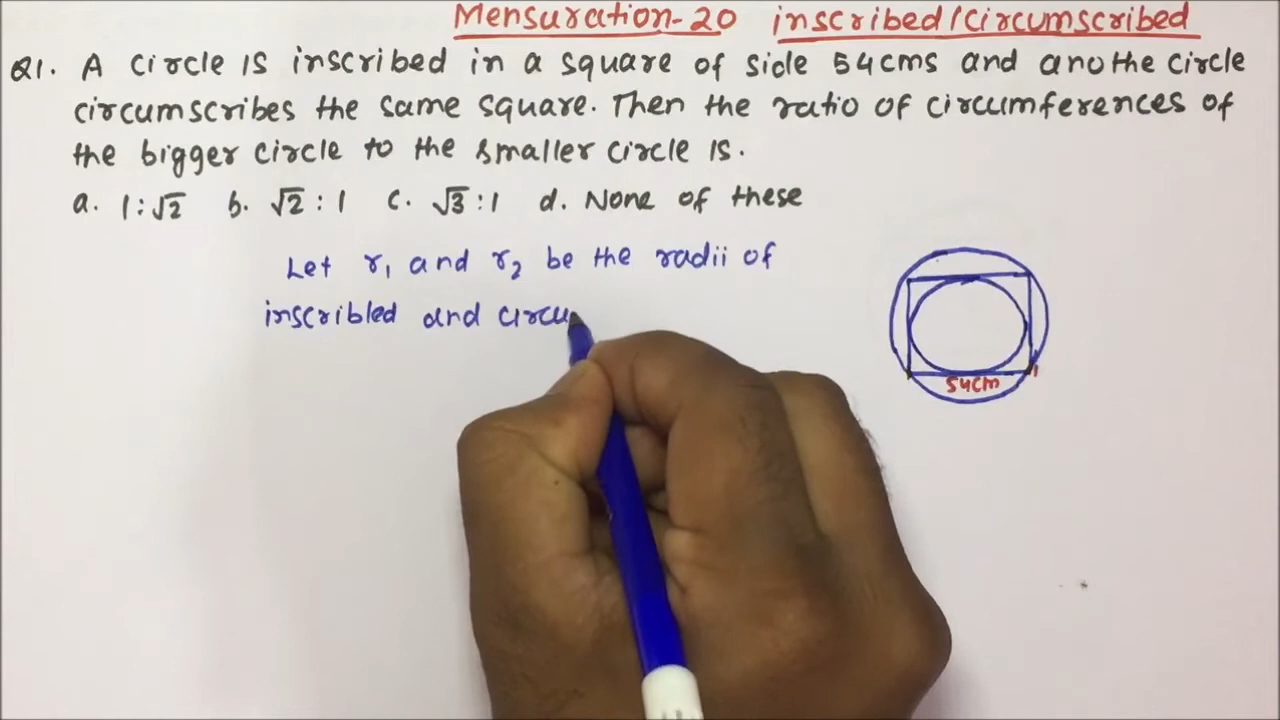 Mensuration-20 inscribed/circumscribed
Q1. A circle is inscribed in a square of side 54cms and anothe circle
circumscribes the same square. Then the ratio of circumferences of
the bigger circle to the smaller circle is.
a. 1:√2 b. √2:1 c. √3:1 d. None of these
Let r₁ and r₂ be the radii of
inscribled and circu
54cm